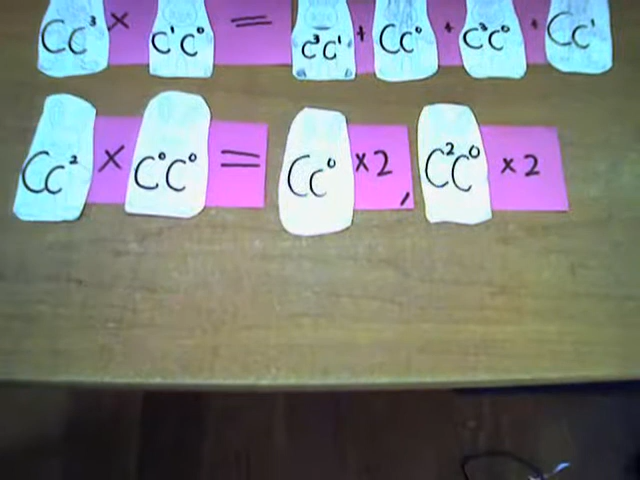 Cc³ × c¹c⁰ = c³c¹ + Cc⁰ + c³c⁰ + Cc¹
Cc² × c⁰c⁰ = Cc⁰ ×2, c²c⁰ ×2